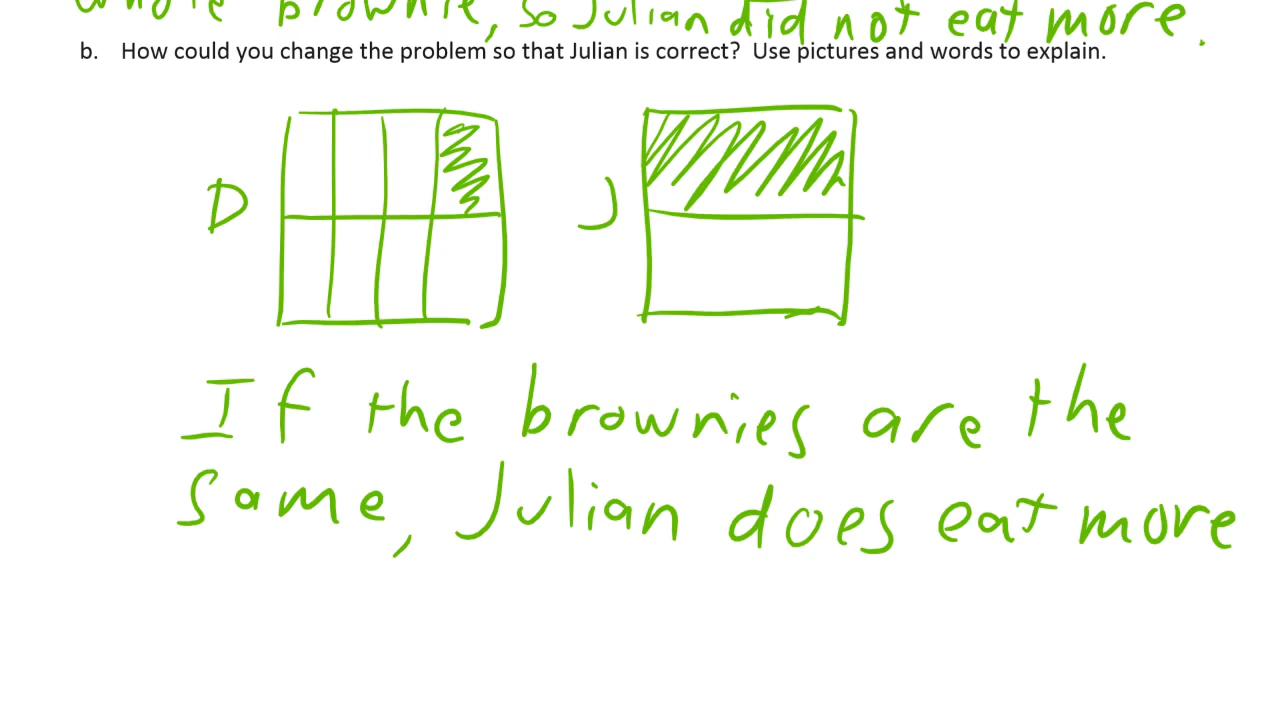 whole brownie, so Julian did not eat more.
b. How could you change the problem so that Julian is correct? Use pictures and words to explain.
D J
If the brownies are the
same, Julian does eat more